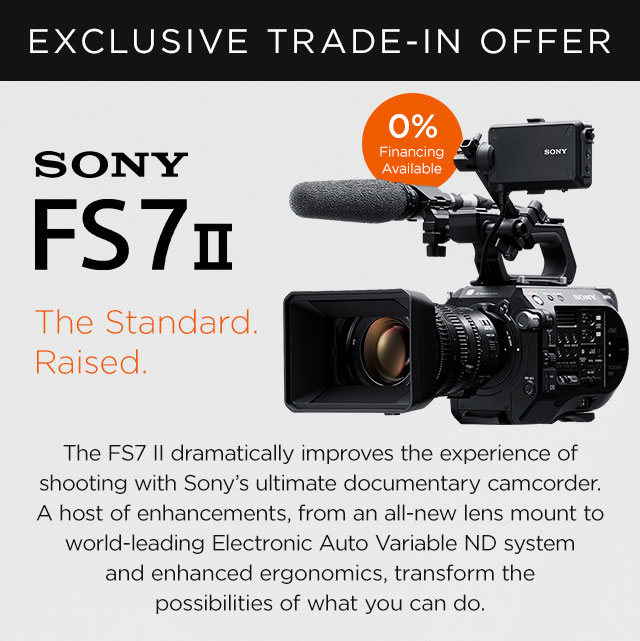 EXCLUSIVE TRADE-IN OFFER
0%
Financing
Available
SONY
SONY
FS7 II
SONY
The Standard.
Raised.
The FS7 II dramatically improves the experience of
shooting with Sony’s ultimate documentary camcorder.
A host of enhancements, from an all-new lens mount to
world-leading Electronic Auto Variable ND system
and enhanced ergonomics, transform the
possibilities of what you can do.